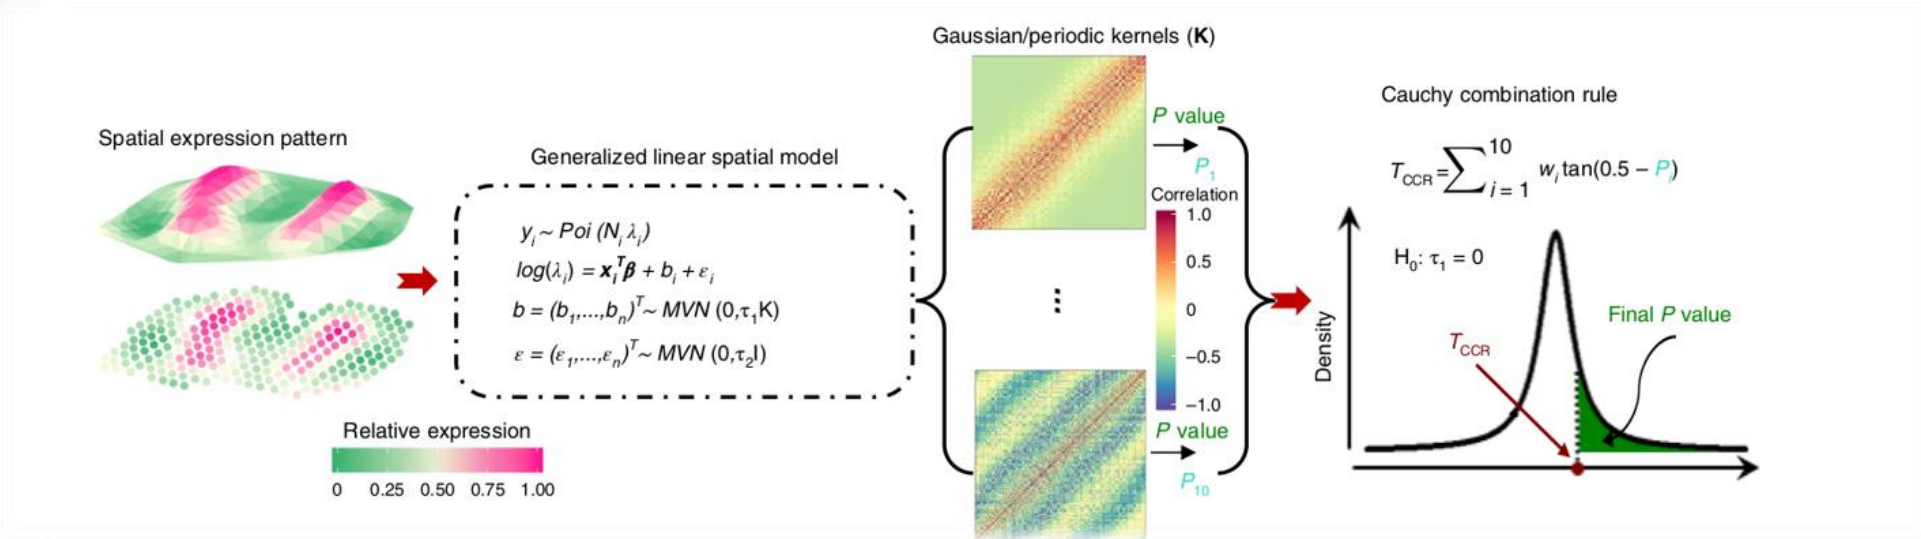 Spatial expression pattern
Relative expression
0 0.25 0.50 0.75 1.00
Generalized linear spatial model
y_i ~ Poi (N_i λ_i)
log(λ_i) = x_i^T β + b_i + ε_i
b = (b_1,...,b_n)^T ~ MVN (0,τ_1K)
ε = (ε_1,...,ε_n)^T ~ MVN (0,τ_2I)
Gaussian/periodic kernels (K)
P value
P_1
Correlation
1.0
0.5
0
−0.5
−1.0
⋮
P value
P_10
Cauchy combination rule
T_CCR = ∑_{i = 1}^{10} w_i tan(0.5 − P_i)
H_0: τ_1 = 0
Final P value
T_CCR
Density